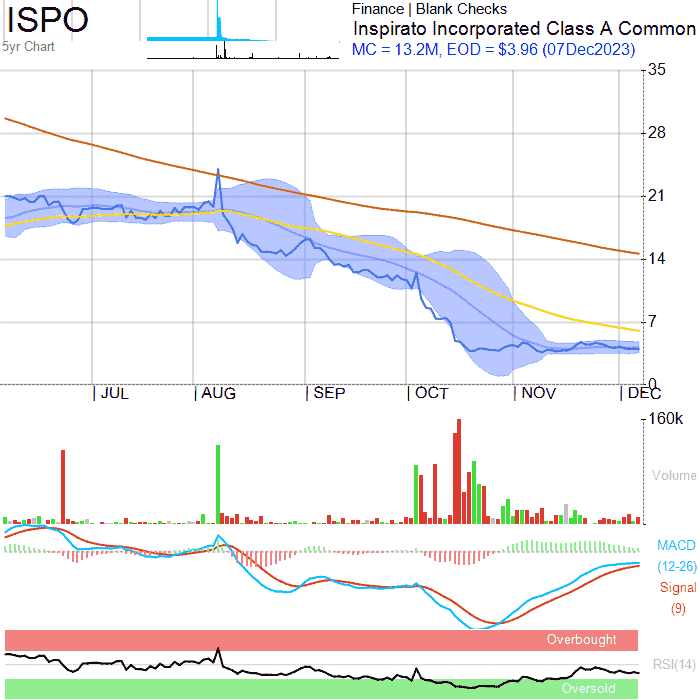 ISPO
5yr Chart
Finance | Blank Checks
Inspirato Incorporated Class A Common
MC = 13.2M, EOD = $3.96 (07Dec2023)
35
28
21
14
7
0
JUL AUG SEP OCT NOV DEC
160k
Volume
MACD
(12-26)
Signal
(9)
Overbought
RSI(14)
Oversold